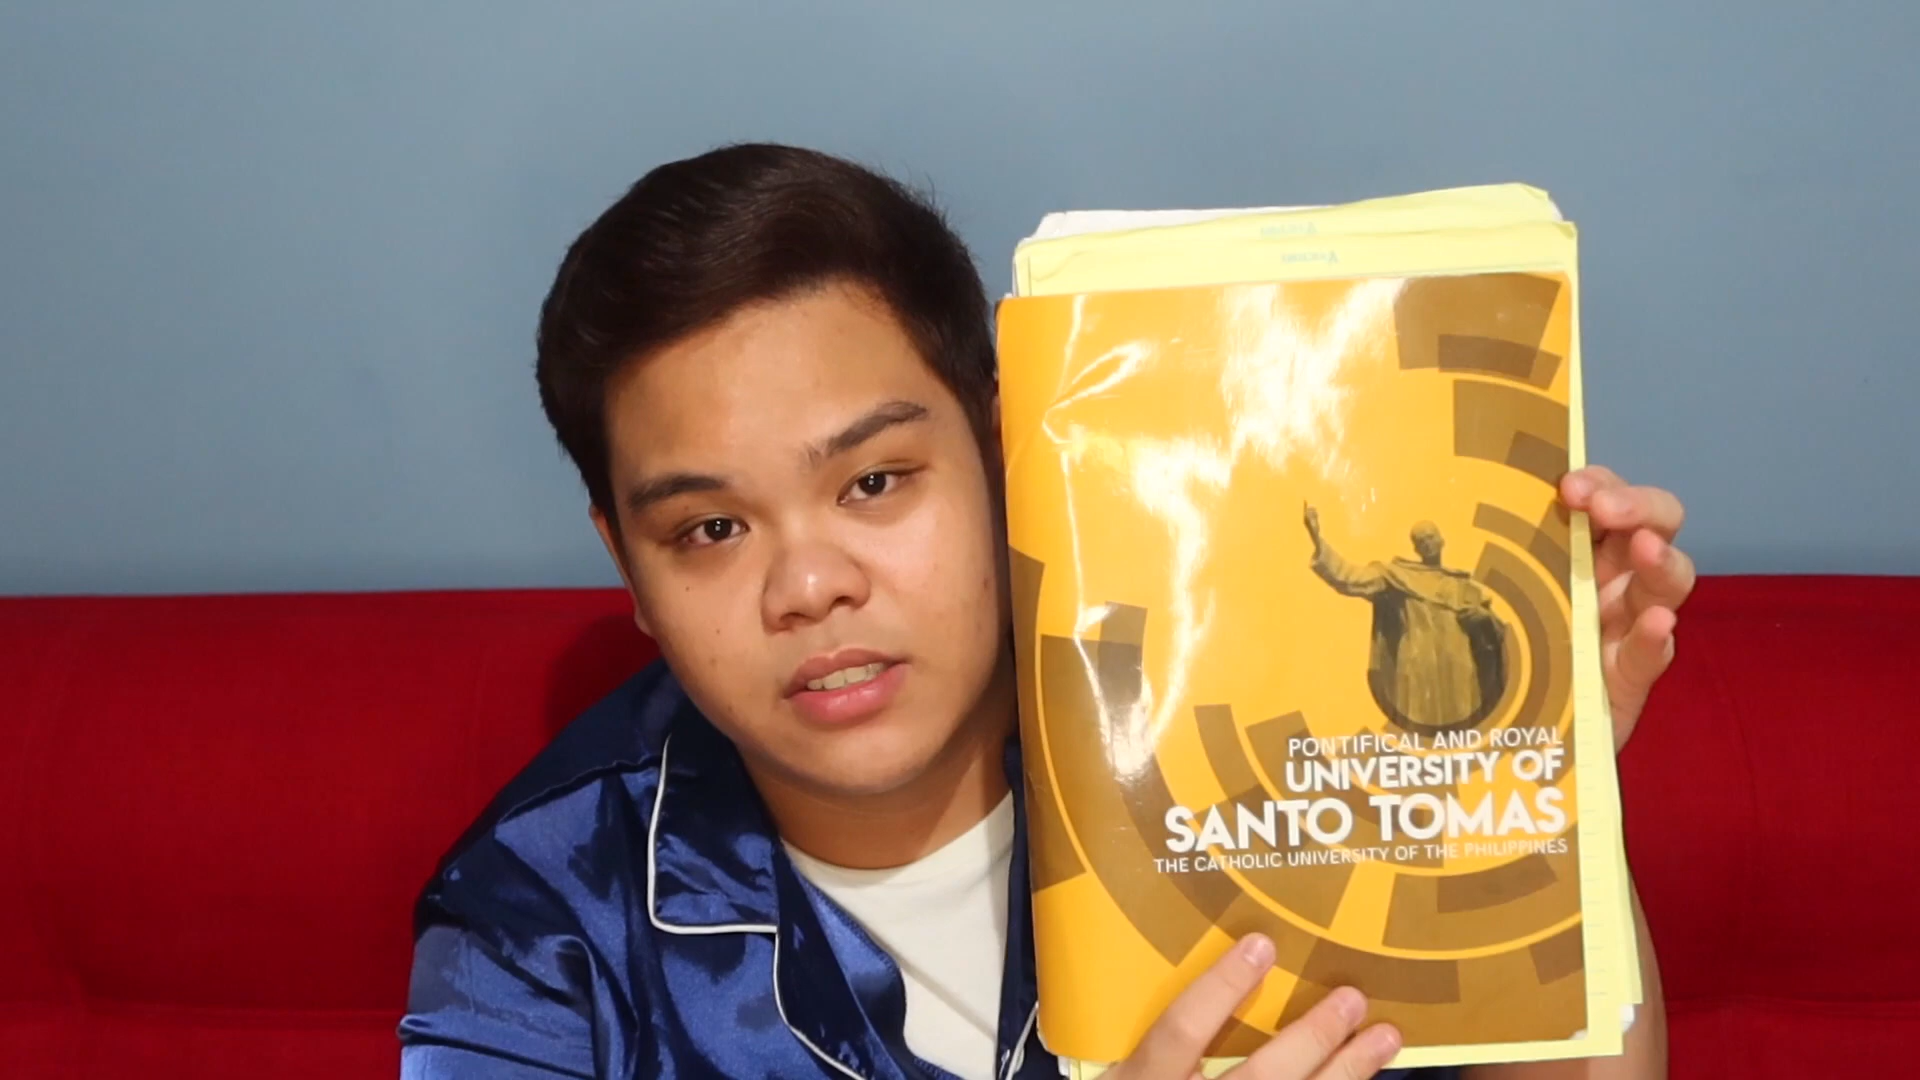 PONTIFICAL AND ROYAL
UNIVERSITY OF
SANTO TOMAS
THE CATHOLIC UNIVERSITY OF THE PHILIPPINES